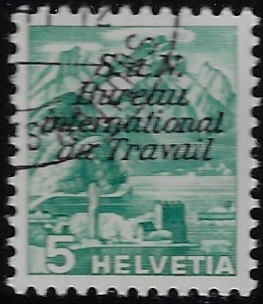 S.d.N.
Bureau
international
du Travail
5 HELVETIA